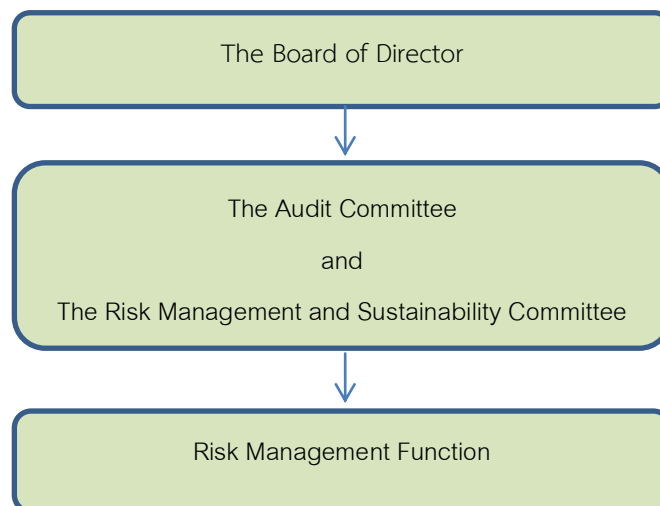 The Board of Director
The Audit Committee
and
The Risk Management and Sustainability Committee
Risk Management Function